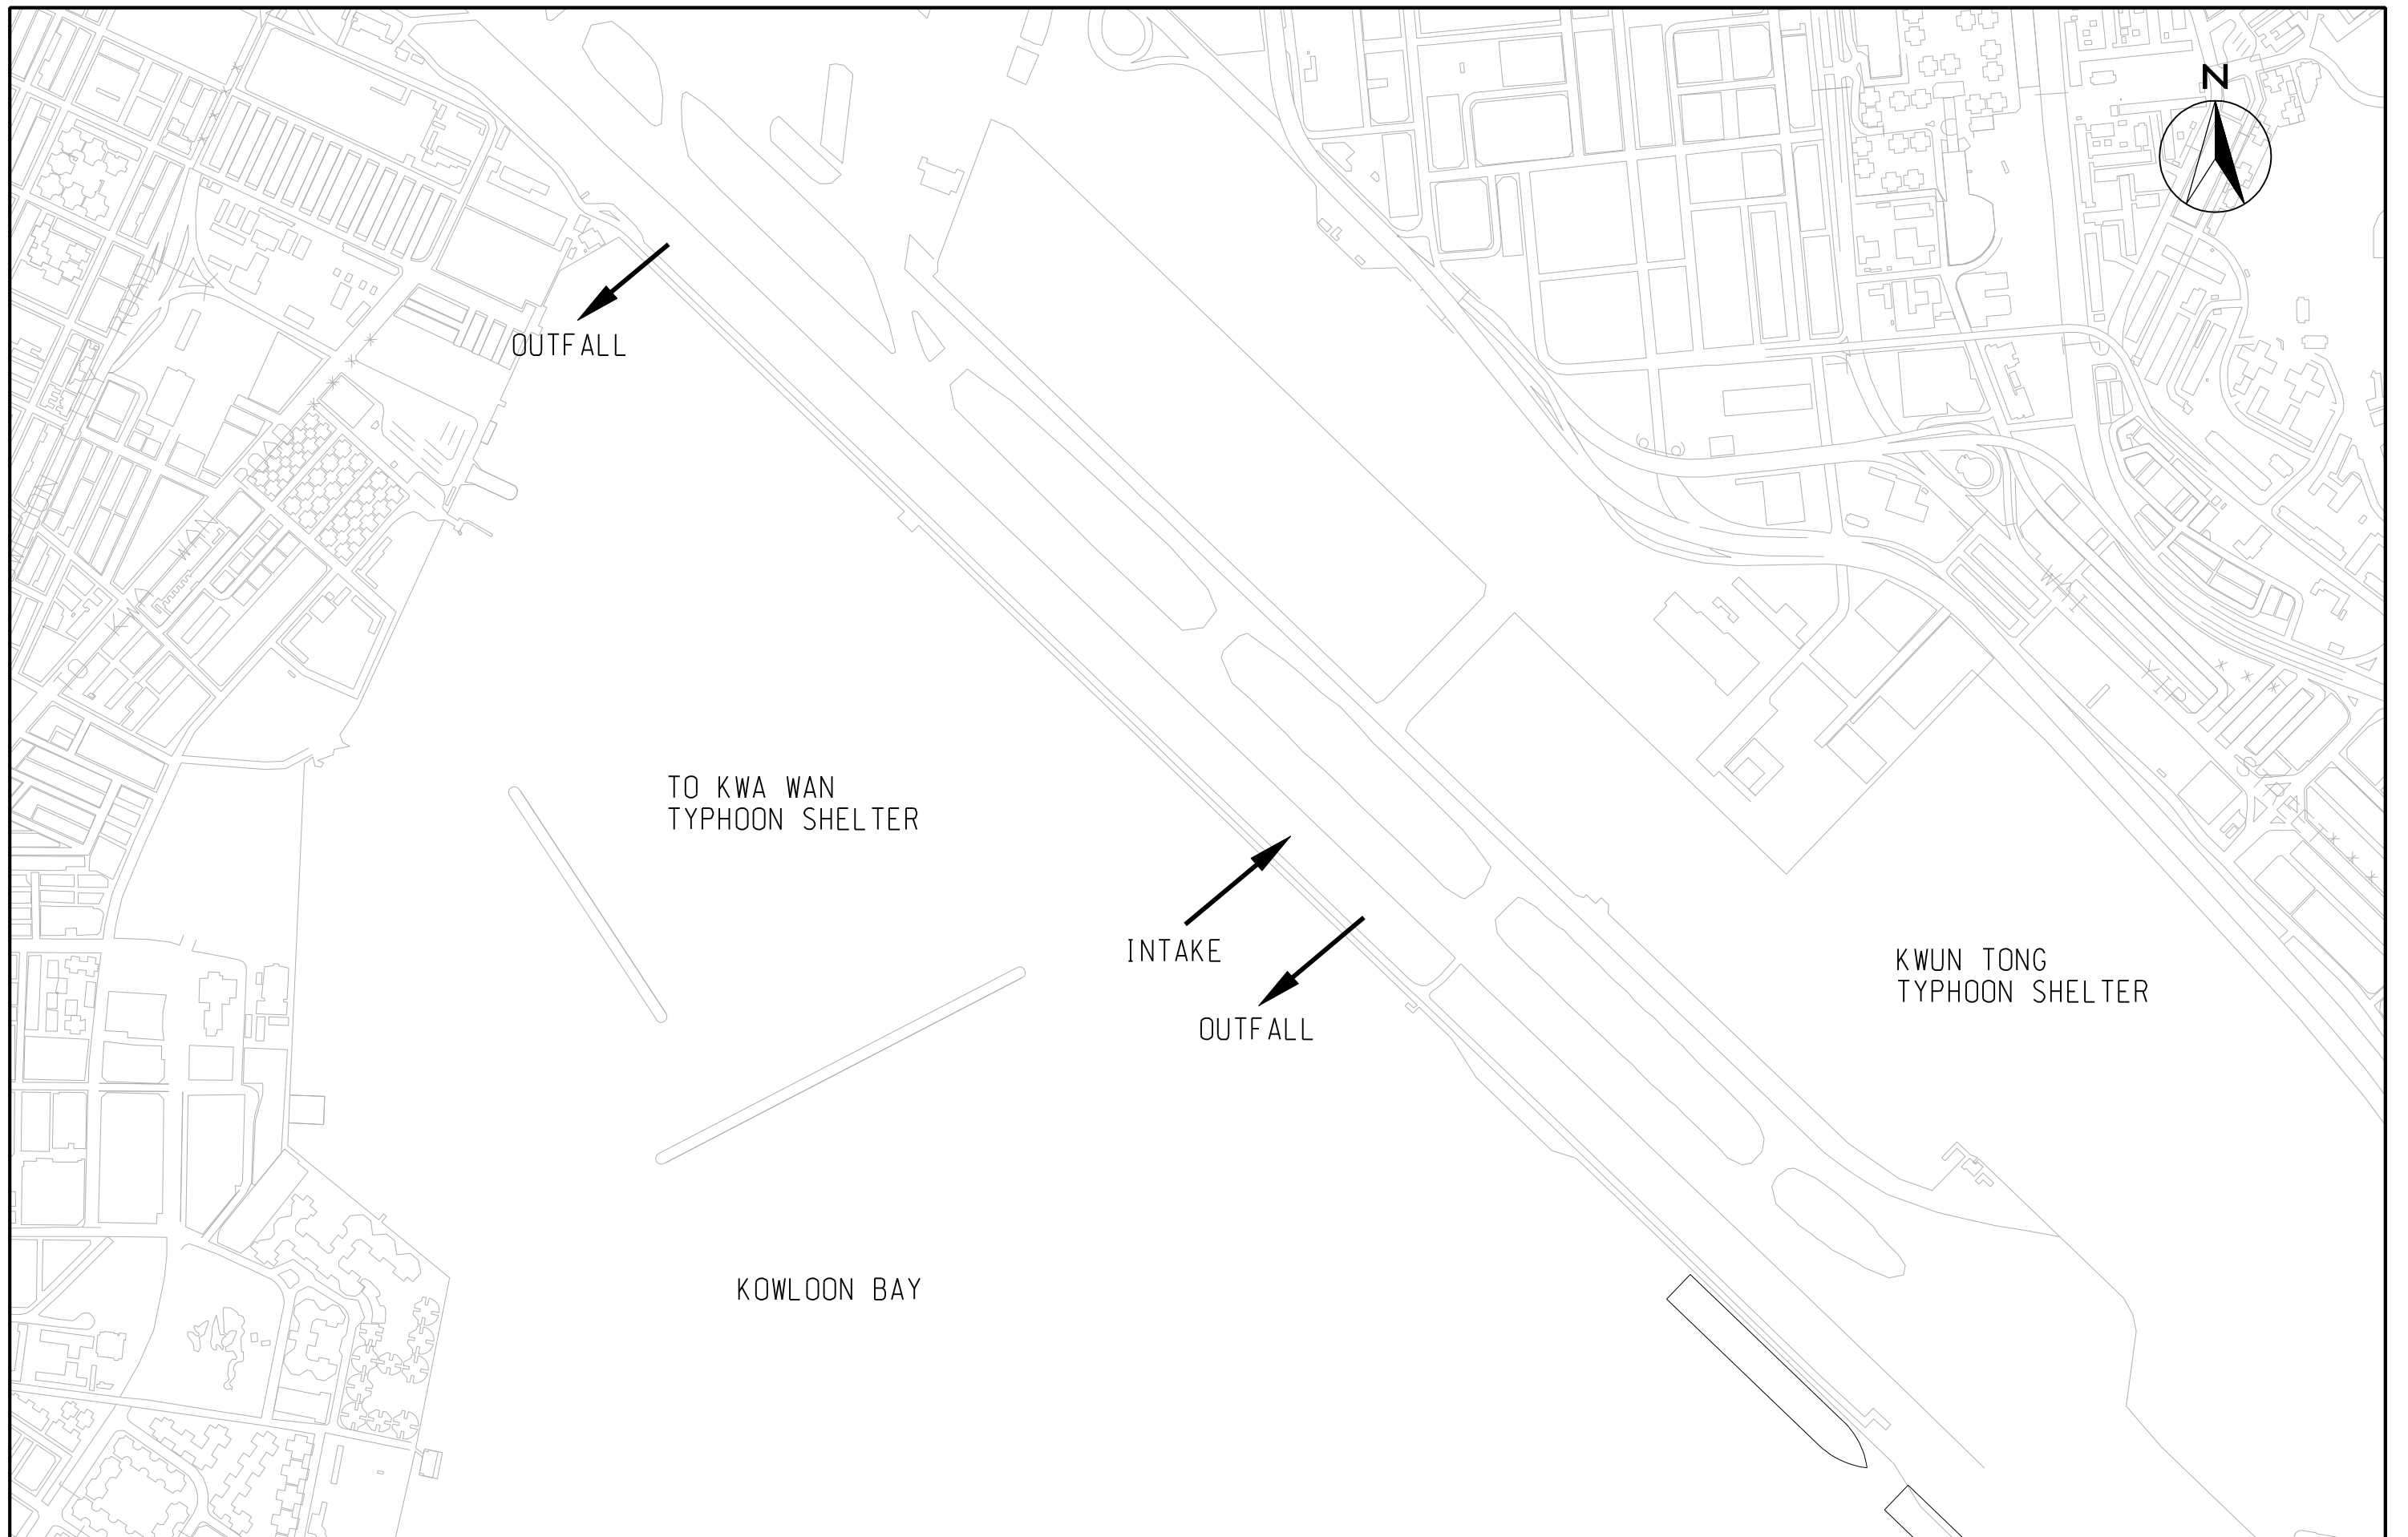 N
OUTFALL
TO KWA WAN
TYPHOON SHELTER
INTAKE
OUTFALL
KWUN TONG
TYPHOON SHELTER
KOWLOON BAY